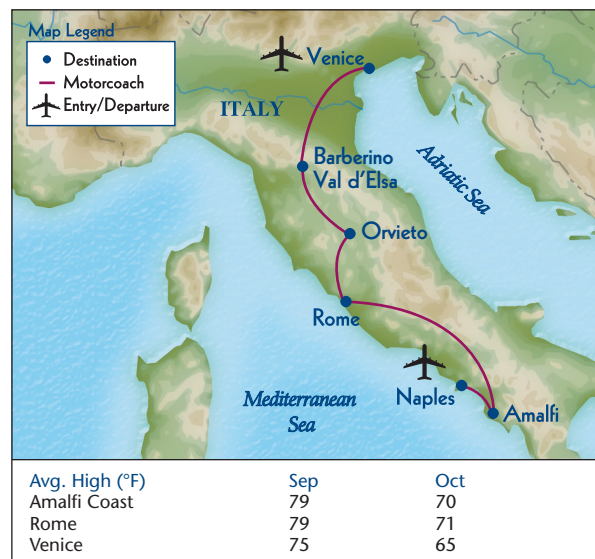 Map Legend
Destination
Motorcoach
Entry/Departure
Venice
ITALY
Barberino
Val d'Elsa
Adriatic Sea
Orvieto
Rome
Naples
Amalfi
Mediterranean
Sea
Avg. High (°F) Sep Oct
Amalfi Coast 79 70
Rome 79 71
Venice 75 65